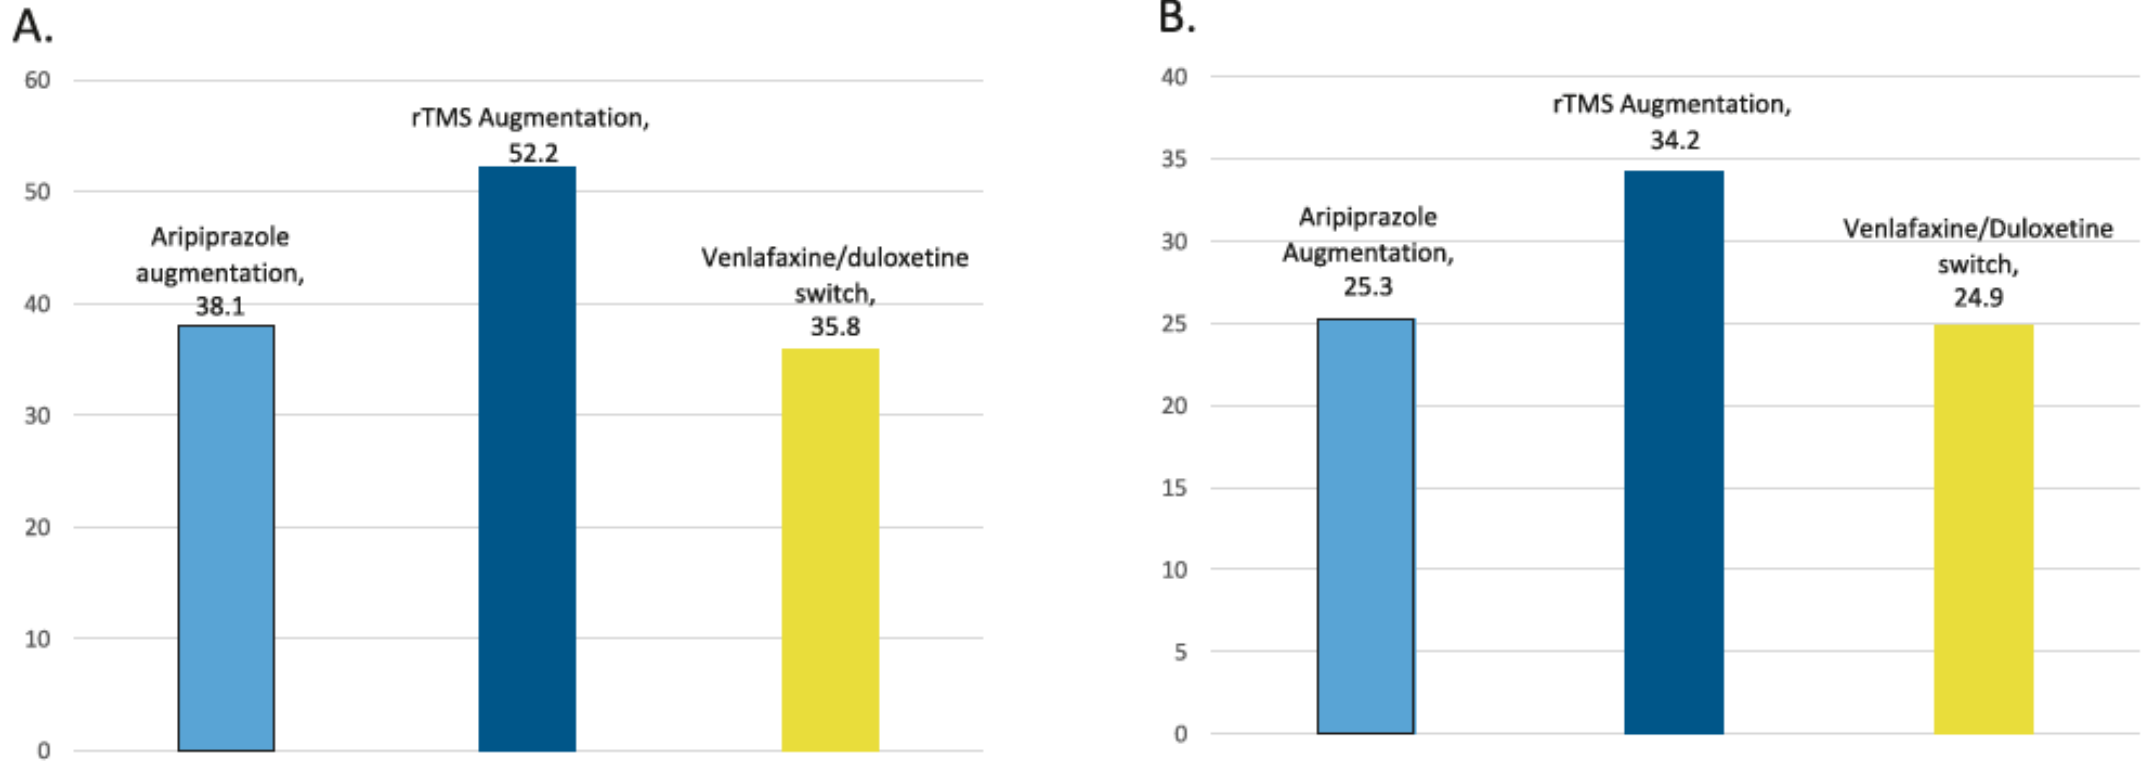 A.
60
50
40
30
20
10
0
Aripiprazole
augmentation,
38.1
rTMS Augmentation,
52.2
Venlafaxine/duloxetine
switch,
35.8
B.
40
35
30
25
20
15
10
5
0
Aripiprazole
Augmentation,
25.3
rTMS Augmentation,
34.2
Venlafaxine/Duloxetine
switch,
24.9